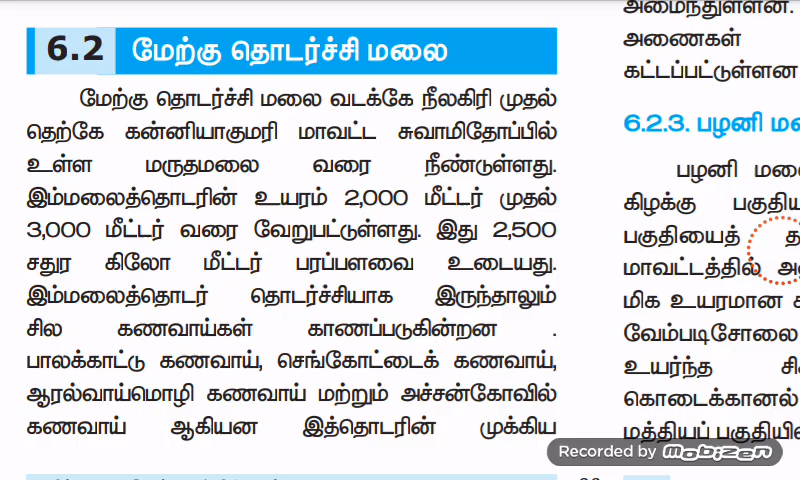 6.2 மேற்கு தொடர்ச்சி மலை
மேற்கு தொடர்ச்சி மலை வடக்கே நீலகிரி முதல்
தெற்கே கன்னியாகுமரி மாவட்ட சுவாமிதோப்பில்
உள்ள மருதமலை வரை நீண்டுள்ளது.
இம்மலைத்தொடரின் உயரம் 2,000 மீட்டர் முதல்
3,000 மீட்டர் வரை வேறுபட்டுள்ளது. இது 2,500
சதுர கிலோ மீட்டர் பரப்பளவை உடையது.
இம்மலைத்தொடர் தொடர்ச்சியாக இருந்தாலும்
சில கணவாய்கள் காணப்படுகின்றன .
பாலக்காட்டு கணவாய், செங்கோட்டைக் கணவாய்,
ஆரல்வாய்மொழி கணவாய் மற்றும் அச்சன்கோவில்
கணவாய் ஆகியன இத்தொடரின் முக்கிய
அமைந்துள்ளன.
அணைகள்
கட்டப்பட்டுள்ளன
6.2.3. பழனி
பழனி
கிழக்கு
பகுதியைத்
மாவட்டத்தில்
மிக உயரமான
வேம்படிசோலை
உயர்ந்த
கொடைக்கானல்
மத்தியப்
Recorded by mobizen